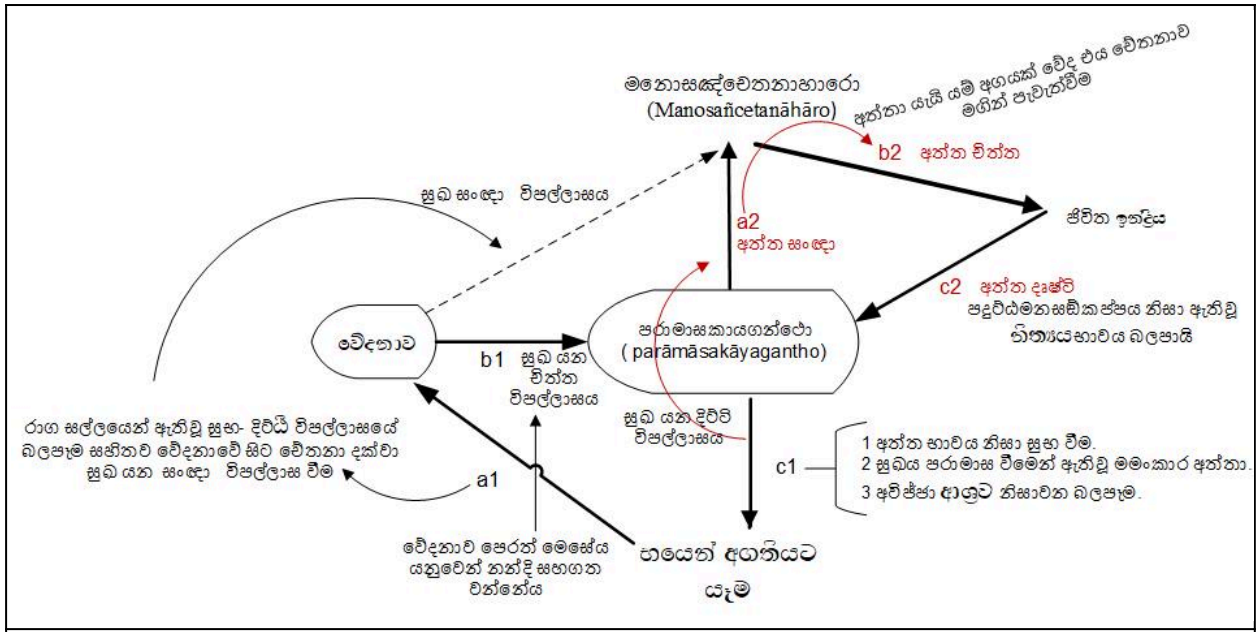 මනොසඤ්චෙතනාහාරො
(Manosañcetanāhāro)
අත්තා යැයි යම් අගයක් වේද එය චේතනාව
මගින් පැවැත්වීම
b2 අත්ත චිත්ත
සුඛ සංඥා විපල්ලාසය
a2
අත්ත සංඥා
ජීවිත ඉන්ද්‍රිය
c2 අත්ත දෘෂ්ටි
පදුට්ඨමනසඞ්කප්පය නිසා ඇතිවූ
භාවය බලපායි
වේදනාව
පරාමාසකායගන්ථො
( parāmāsakāyagantho)
b1 සුඛ යන
චිත්ත
විපල්ලාසය
සුඛ යන දිට්ටි
විපල්ලාසය
රාග සල්ලයෙන් ඇතිවූ සුභ- දිට්ඨි විපල්ලාසයේ
බලපෑම සහිතව වේදනාවේ සිට චේතනා දක්වා
සුඛ යන සංඥා විපල්ලාස වීම
a1
c1
1 අත්ත භාවය නිසා සුභ වීම.
2 සුඛය පරාමාස වීමෙන් ඇතිවූ මමංකාර අත්තා.
3 අවිජ්ජා ආශ්‍රව නිසාවන බලපෑම.
වේදනාව පෙරත් මෙසේය
යනුවෙන් නන්දි සහගත
වන්නේය
භයෙන් අගතියට
යෑම